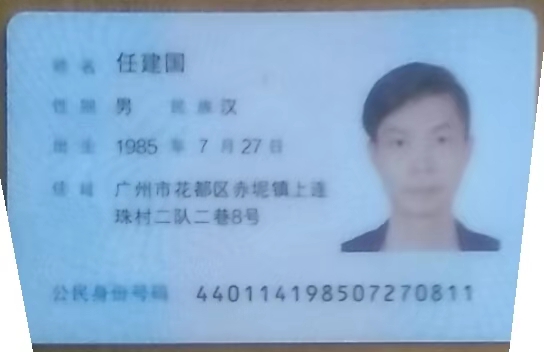 姓名 任建国
性别 男 民族 汉
出生 1985 年 7 月 27 日
住址 广州市花都区赤坭镇上连
珠村二队二巷8号
公民身份号码 440114198507270811